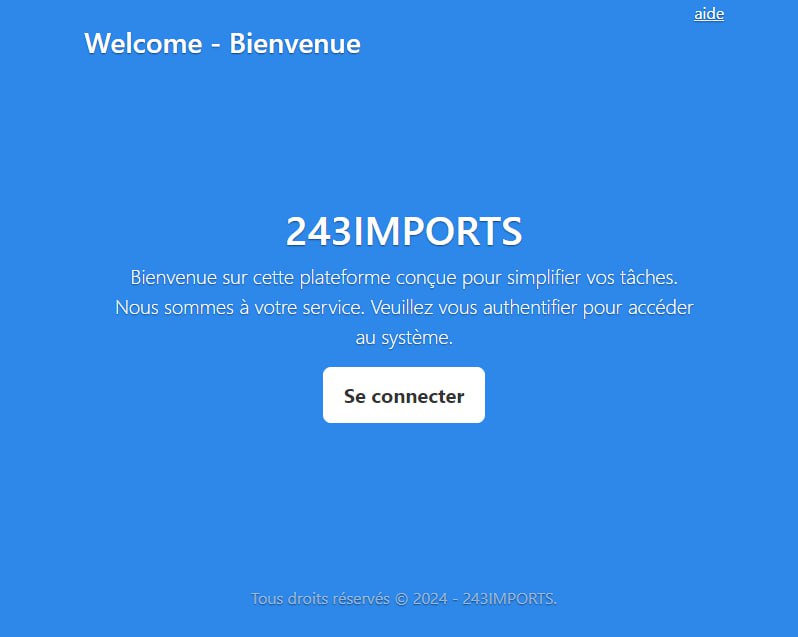 aide
Welcome - Bienvenue
243IMPORTS
Bienvenue sur cette plateforme conçue pour simplifier vos tâches.
Nous sommes à votre service. Veuillez vous authentifier pour accéder
au système.
Se connecter
Tous droits réservés © 2024 - 243IMPORTS.